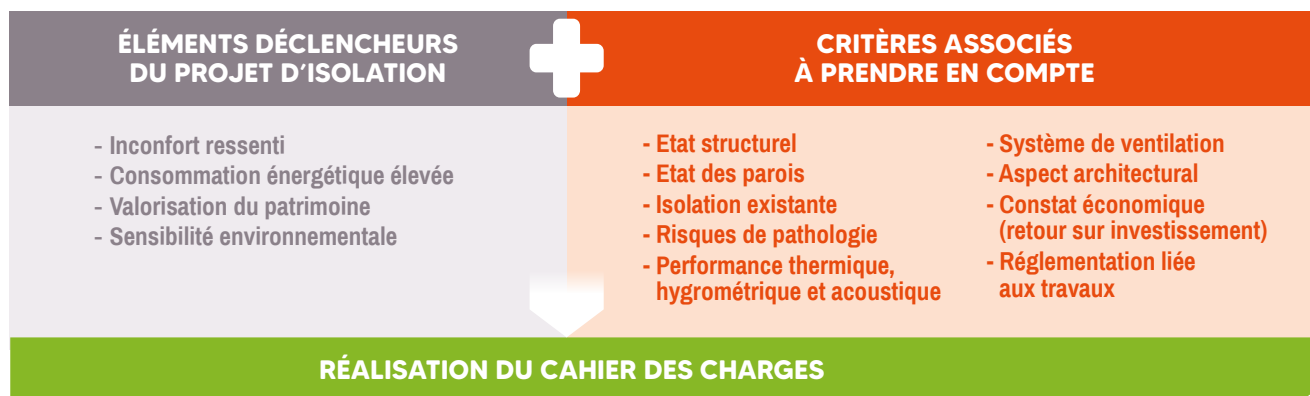 ÉLÉMENTS DÉCLENCHEURS
DU PROJET D'ISOLATION
- Inconfort ressenti
- Consommation énergétique élevée
- Valorisation du patrimoine
- Sensibilité environnementale
CRITÈRES ASSOCIÉS
À PRENDRE EN COMPTE
- Etat structurel
- Etat des parois
- Isolation existante
- Risques de pathologie
- Performance thermique,
hygrométrique et acoustique
- Système de ventilation
- Aspect architectural
- Constat économique
(retour sur investissement)
- Réglementation liée
aux travaux
RÉALISATION DU CAHIER DES CHARGES